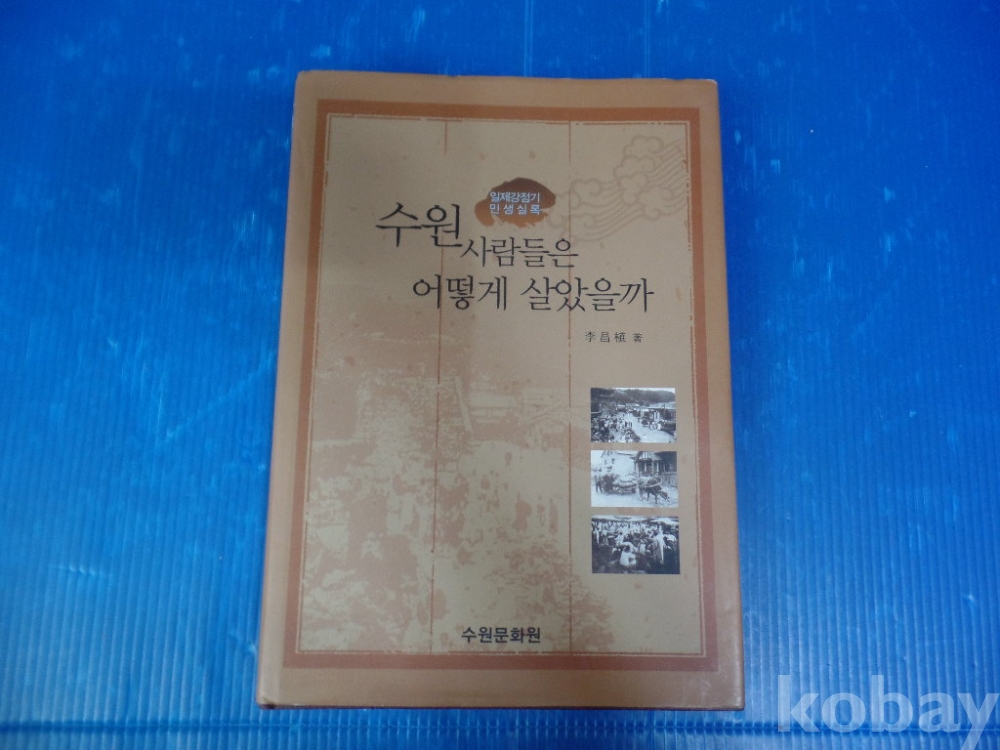 일제강점기
민생실록
수원
사람들은
어떻게 살았을까
李昌植 著
수원문화원
kobay